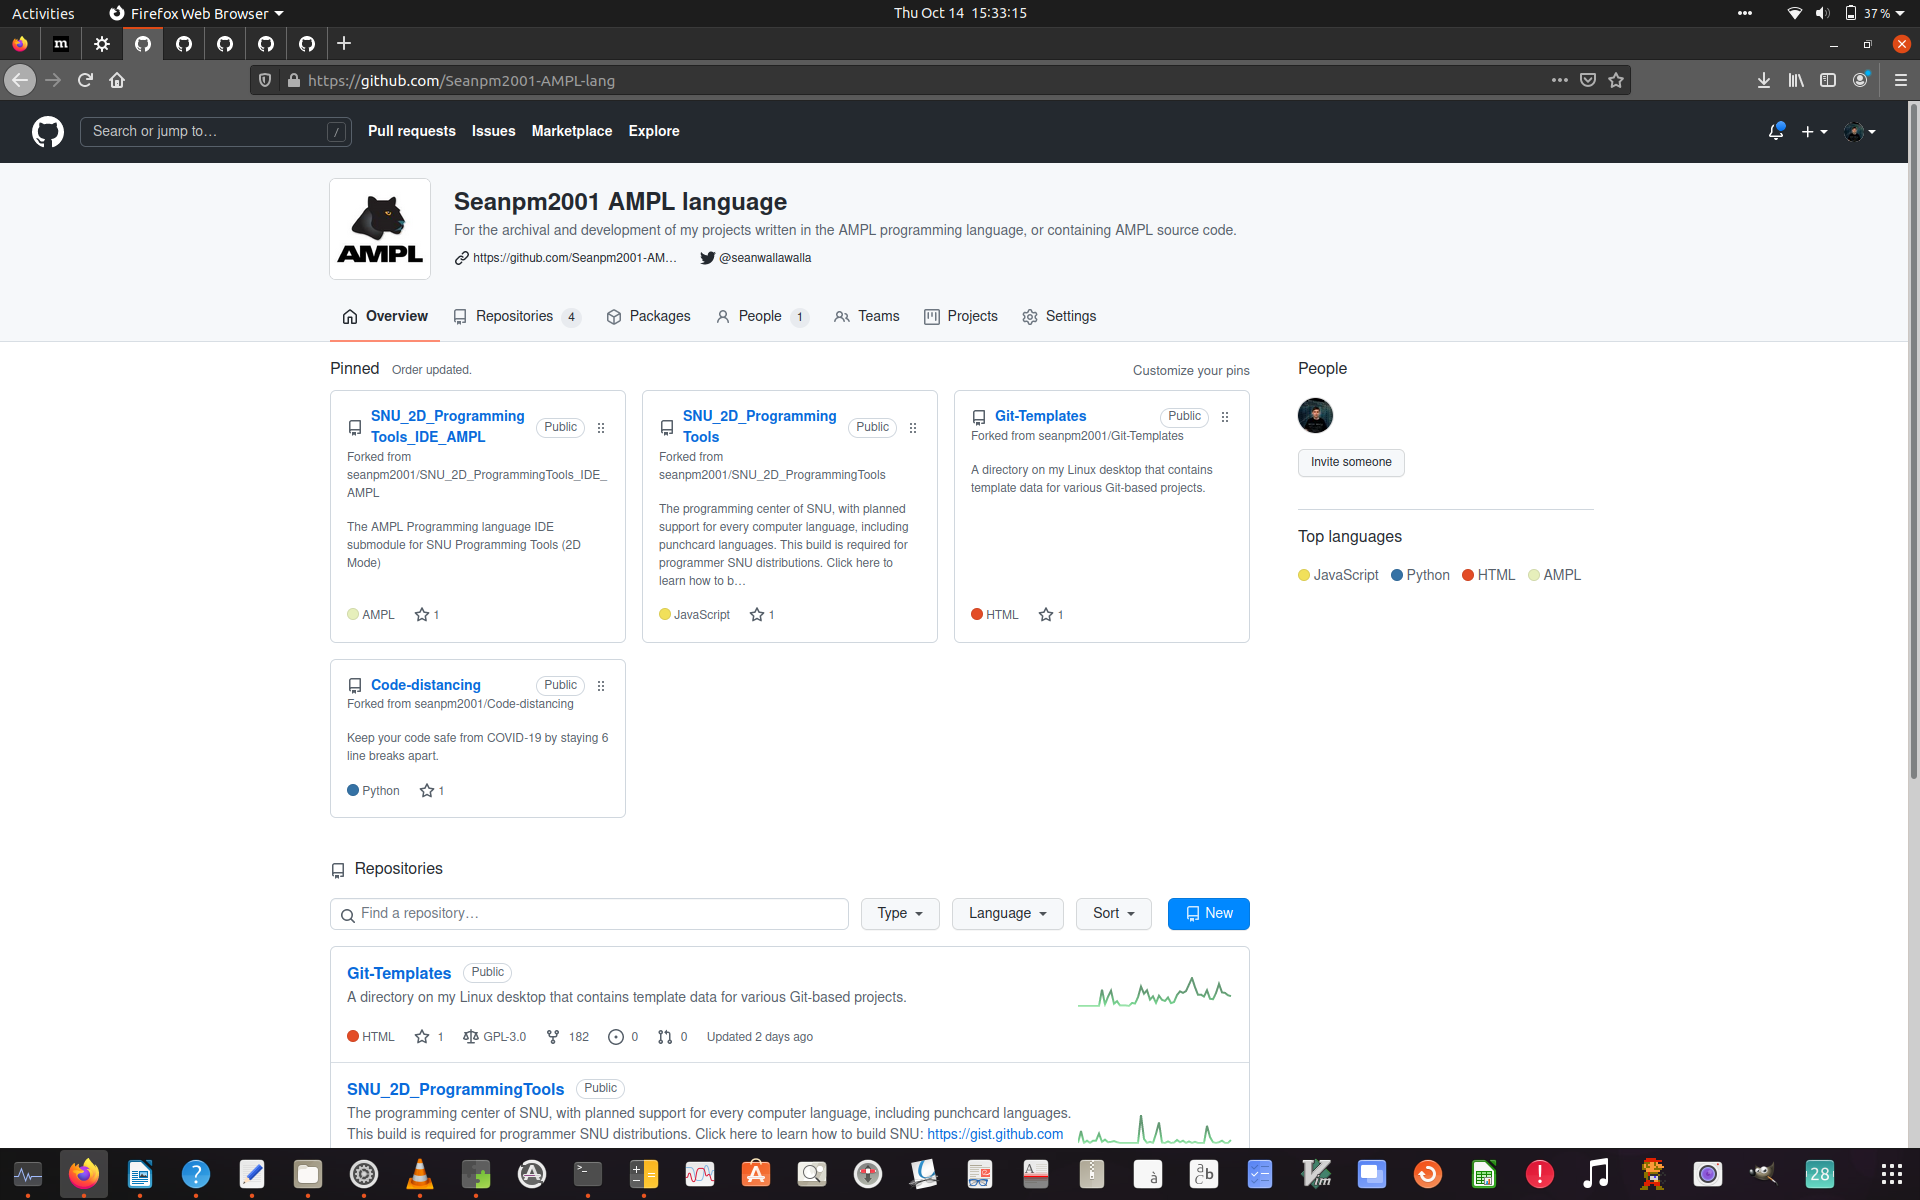 Activities
Firefox Web Browser
Thu Oct 14 15:33:15
37%
https://github.com/Seanpm2001-AMPL-lang
Search or jump to…
/
Pull requests
Issues
Marketplace
Explore
AMPL
Seanpm2001 AMPL language
For the archival and development of my projects written in the AMPL programming language, or containing AMPL source code.
https://github.com/Seanpm2001-AM…
@seanwallawalla
Overview
Repositories 4
Packages
People 1
Teams
Projects
Settings
Pinned
Order updated.
Customize your pins
SNU_2D_Programming
Tools_IDE_AMPL
Public
Forked from
seanpm2001/SNU_2D_ProgrammingTools_IDE_
AMPL
The AMPL Programming language IDE
submodule for SNU Programming Tools (2D
Mode)
AMPL
1
SNU_2D_Programming
Tools
Public
Forked from
seanpm2001/SNU_2D_ProgrammingTools
The programming center of SNU, with planned
support for every computer language, including
punchcard languages. This build is required for
programmer SNU distributions. Click here to
learn how to b…
JavaScript
1
Git-Templates
Public
Forked from seanpm2001/Git-Templates
A directory on my Linux desktop that contains
template data for various Git-based projects.
HTML
1
Code-distancing
Public
Forked from seanpm2001/Code-distancing
Keep your code safe from COVID-19 by staying 6
line breaks apart.
Python
1
People
Invite someone
Top languages
JavaScript
Python
HTML
AMPL
Repositories
Find a repository…
Type
Language
Sort
New
Git-Templates
Public
A directory on my Linux desktop that contains template data for various Git-based projects.
HTML
1
GPL-3.0
182
0
0
Updated 2 days ago
SNU_2D_ProgrammingTools
Public
The programming center of SNU, with planned support for every computer language, including punchcard languages.
This build is required for programmer SNU distributions. Click here to learn how to build SNU: https://gist.github.com
28